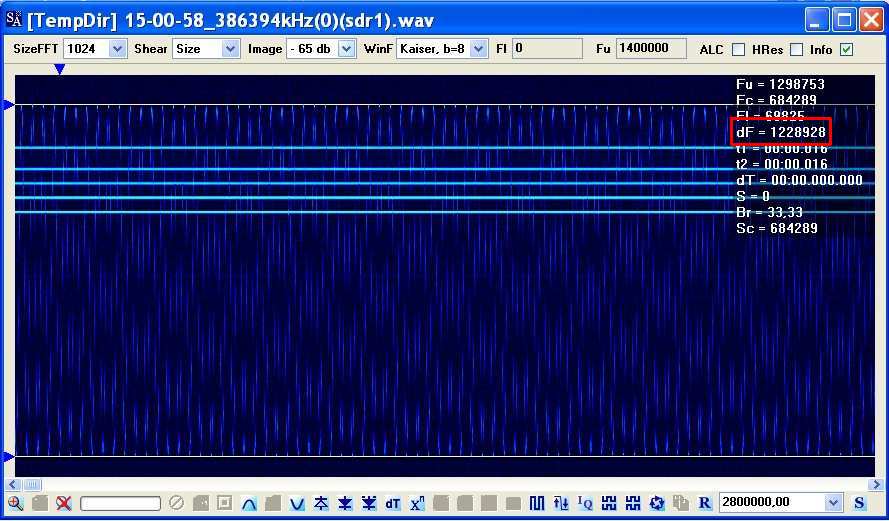 [TempDir] 15-00-58_386394kHz(0)(sdr1).wav
SizeFFT 1024 Shear Size Image - 65 db WinF Kaiser, b=8 Fl 0 Fu 1400000 ALC HRes Info
Fu = 1298753
Fc = 684289
Fl = 69825
dF = 1228928
t1 = 00:00.016
t2 = 00:00.016
dT = 00:00.000.000
S = 0
Br = 33,33
Sc = 684289
dT Xn IQ R 2800000,00 S